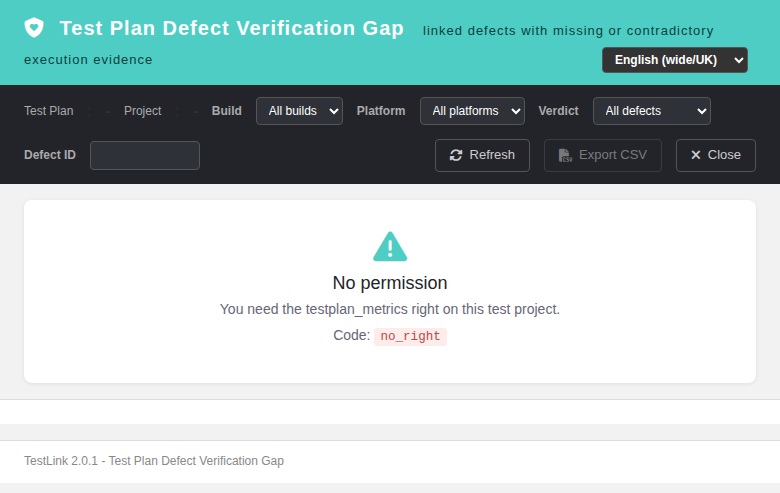 Test Plan Defect Verification Gap linked defects with missing or contradictory
execution evidence
English (wide/UK)
Test Plan : - Project : - Build All builds Platform All platforms Verdict All defects
Defect ID Refresh Export CSV Close
No permission
You need the testplan_metrics right on this test project.
Code: no_right
TestLink 2.0.1 - Test Plan Defect Verification Gap